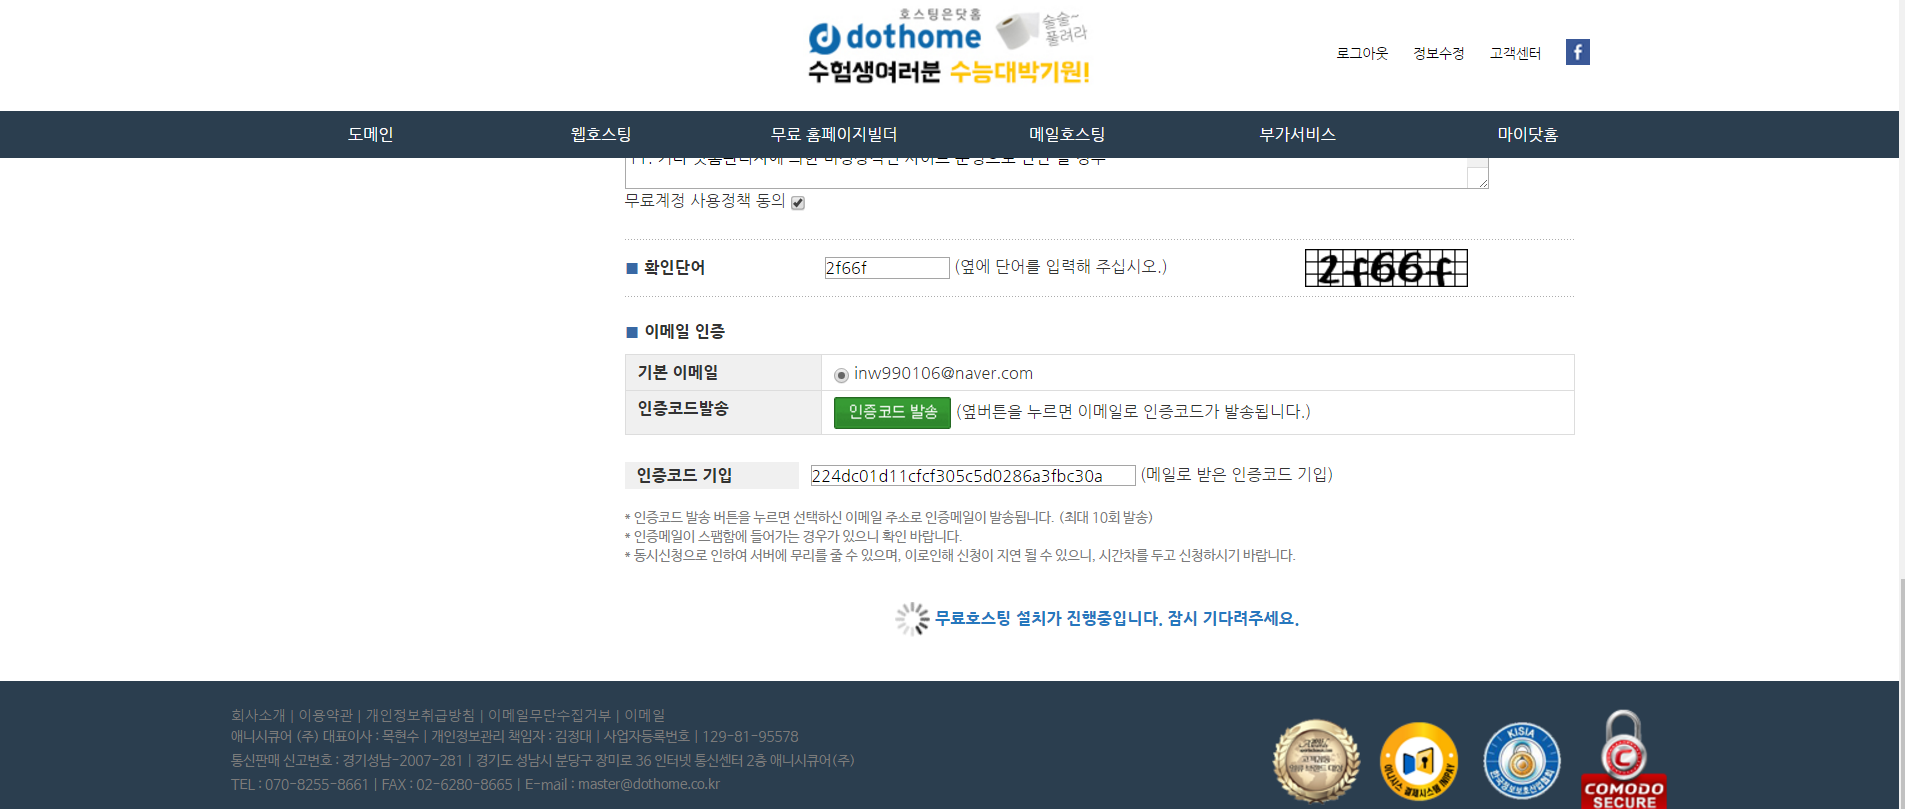 호스팅은닷홈
dothome
술술~
풀려라
수험생여러분 수능대박기원!
로그아웃 정보수정 고객센터 f
도메인 웹호스팅 무료 홈페이지빌더 메일호스팅 부가서비스 마이닷홈
무료계정 사용정책 동의
확인단어 2f66f (옆에 단어를 입력해 주십시오.) 2f66f
이메일 인증
기본 이메일 inw990106@naver.com
인증코드발송 인증코드 발송 (옆버튼을 누르면 이메일로 인증코드가 발송됩니다.)
인증코드 기입 224dc01d11cfcf305c5d0286a3fbc30a (메일로 받은 인증코드 기입)
* 인증코드 발송 버튼을 누르면 선택하신 이메일 주소로 인증메일이 발송됩니다. (최대 10회 발송)
* 인증메일이 스팸함에 들어가는 경우가 있으니 확인 바랍니다.
* 동시신청으로 인하여 서버에 무리를 줄 수 있으며, 이로인해 신청이 지연 될 수 있으니, 시간차를 두고 신청하시기 바랍니다.
무료호스팅 설치가 진행중입니다. 잠시 기다려주세요.
회사소개 | 이용약관 | 개인정보취급방침 | 이메일무단수집거부 | 이메일
애니시큐어 (주) 대표이사 : 목현수 | 개인정보관리 책임자 : 김정대 | 사업자등록번호 | 129-81-95578
통신판매 신고번호 : 경기성남-2007-281 | 경기도 성남시 분당구 장미로 36 인터넷 통신센터 2층 애니시큐어(주)
TEL : 070-8255-8661 | FAX : 02-6280-8665 | E-mail : master@dothome.co.kr
KISIA
COMODO
SECURE